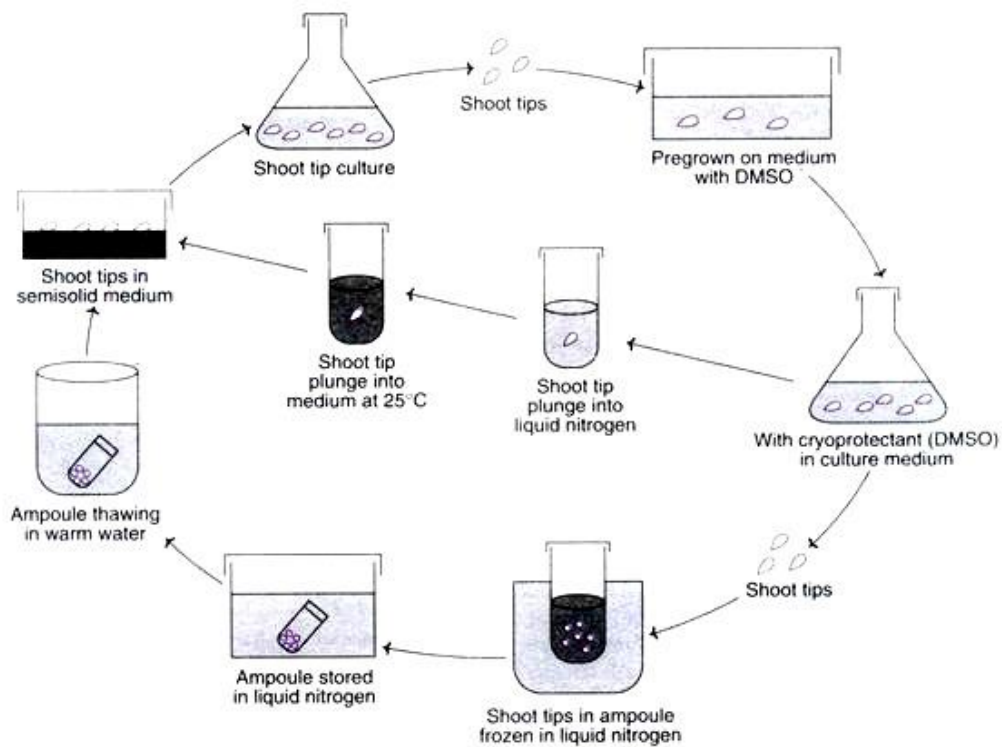 Shoot tips
Shoot tip culture
Pregrown on medium
with DMSO
Shoot tips in
semisolid medium
Shoot tip
plunge into
medium at 25°C
Shoot tip
plunge into
liquid nitrogen
With cryoprotectant (DMSO)
in culture medium
Ampoule thawing
in warm water
Shoot tips
Ampoule stored
in liquid nitrogen
Shoot tips in ampoule
frozen in liquid nitrogen